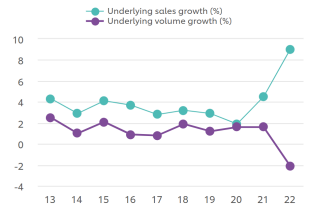 Underlying sales growth (%)
Underlying volume growth (%)
10
8
6
4
2
0
-2
-4
13 14 15 16 17 18 19 20 21 22